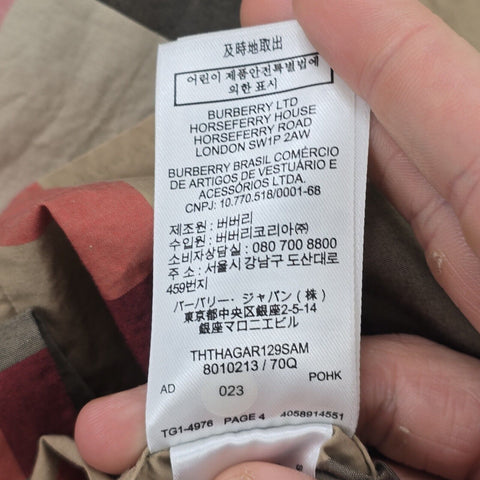 及時地取出
어린이 제품안전특별법에
의한 표시
BURBERRY LTD
HORSEFERRY HOUSE
HORSEFERRY ROAD
LONDON SW1P 2AW
BURBERRY BRASIL COMÉRCIO
DE ARTIGOS DE VESTUÁRIO E
ACESSÓRIOS LTDA.
CNPJ: 10.770.518/0001-68
제조원 : 버버리
수입원 : 버버리코리아㈜
소비자상담실 : 080 700 8800
주 소 : 서울시 강남구 도산대로
459번지
バーバリー・ジャパン（株）
東京都中央区銀座2-5-14
銀座マロニエビル
THTHAGAR129SAM
8010213 / 70Q
AD 023 POHK
TG1-4976 PAGE 4 4058914551